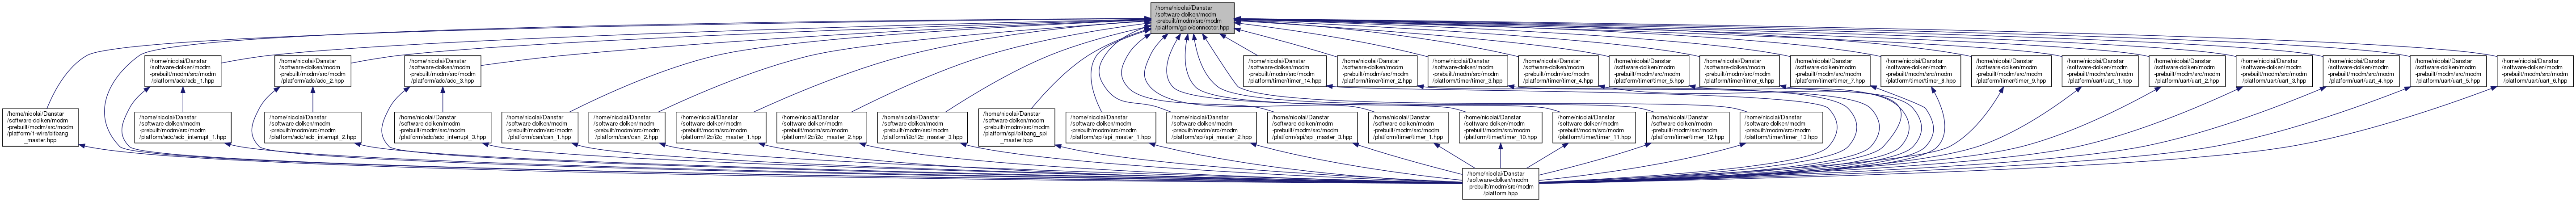 /home/nicolai/Danstar
/software-dolken/modm
-prebuilt/modm/src/modm
/platform/gpio/connector.hpp
/home/nicolai/Danstar
/software-dolken/modm
-prebuilt/modm/src/modm
/platform/adc/adc_1.hpp
/home/nicolai/Danstar
/software-dolken/modm
-prebuilt/modm/src/modm
/platform/adc/adc_2.hpp
/home/nicolai/Danstar
/software-dolken/modm
-prebuilt/modm/src/modm
/platform/adc/adc_3.hpp
/home/nicolai/Danstar
/software-dolken/modm
-prebuilt/modm/src/modm
/platform/timer/timer_14.hpp
/home/nicolai/Danstar
/software-dolken/modm
-prebuilt/modm/src/modm
/platform/timer/timer_2.hpp
/home/nicolai/Danstar
/software-dolken/modm
-prebuilt/modm/src/modm
/platform/timer/timer_3.hpp
/home/nicolai/Danstar
/software-dolken/modm
-prebuilt/modm/src/modm
/platform/timer/timer_4.hpp
/home/nicolai/Danstar
/software-dolken/modm
-prebuilt/modm/src/modm
/platform/timer/timer_5.hpp
/home/nicolai/Danstar
/software-dolken/modm
-prebuilt/modm/src/modm
/platform/timer/timer_6.hpp
/home/nicolai/Danstar
/software-dolken/modm
-prebuilt/modm/src/modm
/platform/timer/timer_7.hpp
/home/nicolai/Danstar
/software-dolken/modm
-prebuilt/modm/src/modm
/platform/timer/timer_8.hpp
/home/nicolai/Danstar
/software-dolken/modm
-prebuilt/modm/src/modm
/platform/timer/timer_9.hpp
/home/nicolai/Danstar
/software-dolken/modm
-prebuilt/modm/src/modm
/platform/uart/uart_1.hpp
/home/nicolai/Danstar
/software-dolken/modm
-prebuilt/modm/src/modm
/platform/uart/uart_2.hpp
/home/nicolai/Danstar
/software-dolken/modm
-prebuilt/modm/src/modm
/platform/uart/uart_3.hpp
/home/nicolai/Danstar
/software-dolken/modm
-prebuilt/modm/src/modm
/platform/uart/uart_4.hpp
/home/nicolai/Danstar
/software-dolken/modm
-prebuilt/modm/src/modm
/platform/uart/uart_5.hpp
/home/nicolai/Danstar
/software-dolken/modm
-prebuilt/modm/src/modm
/platform/uart/uart_6.hpp
/home/nicolai/Danstar
/software-dolken/modm
-prebuilt/modm/src/modm
/platform/1-wire/bitbang
_master.hpp
/home/nicolai/Danstar
/software-dolken/modm
-prebuilt/modm/src/modm
/platform/adc/adc_interrupt_1.hpp
/home/nicolai/Danstar
/software-dolken/modm
-prebuilt/modm/src/modm
/platform/adc/adc_interrupt_2.hpp
/home/nicolai/Danstar
/software-dolken/modm
-prebuilt/modm/src/modm
/platform/adc/adc_interrupt_3.hpp
/home/nicolai/Danstar
/software-dolken/modm
-prebuilt/modm/src/modm
/platform/can/can_1.hpp
/home/nicolai/Danstar
/software-dolken/modm
-prebuilt/modm/src/modm
/platform/can/can_2.hpp
/home/nicolai/Danstar
/software-dolken/modm
-prebuilt/modm/src/modm
/platform/i2c/i2c_master_1.hpp
/home/nicolai/Danstar
/software-dolken/modm
-prebuilt/modm/src/modm
/platform/i2c/i2c_master_2.hpp
/home/nicolai/Danstar
/software-dolken/modm
-prebuilt/modm/src/modm
/platform/i2c/i2c_master_3.hpp
/home/nicolai/Danstar
/software-dolken/modm
-prebuilt/modm/src/modm
/platform/spi/bitbang_spi
_master.hpp
/home/nicolai/Danstar
/software-dolken/modm
-prebuilt/modm/src/modm
/platform/spi/spi_master_1.hpp
/home/nicolai/Danstar
/software-dolken/modm
-prebuilt/modm/src/modm
/platform/spi/spi_master_2.hpp
/home/nicolai/Danstar
/software-dolken/modm
-prebuilt/modm/src/modm
/platform/spi/spi_master_3.hpp
/home/nicolai/Danstar
/software-dolken/modm
-prebuilt/modm/src/modm
/platform/timer/timer_1.hpp
/home/nicolai/Danstar
/software-dolken/modm
-prebuilt/modm/src/modm
/platform/timer/timer_10.hpp
/home/nicolai/Danstar
/software-dolken/modm
-prebuilt/modm/src/modm
/platform/timer/timer_11.hpp
/home/nicolai/Danstar
/software-dolken/modm
-prebuilt/modm/src/modm
/platform/timer/timer_12.hpp
/home/nicolai/Danstar
/software-dolken/modm
-prebuilt/modm/src/modm
/platform/timer/timer_13.hpp
/home/nicolai/Danstar
/software-dolken/modm
-prebuilt/modm/src/modm
/platform.hpp